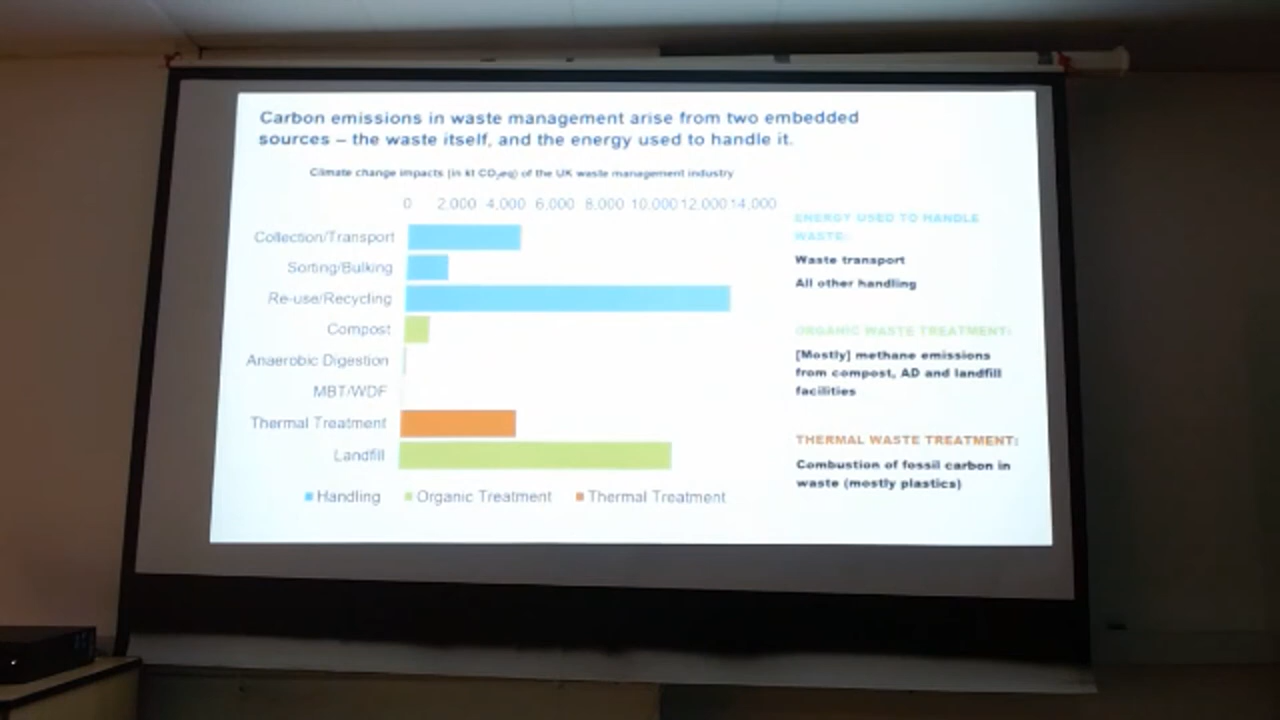 Carbon emissions in waste management arise from two embedded
sources – the waste itself, and the energy used to handle it.
Climate change impacts (in kt CO₂eq) of the UK waste management industry
0 2,000 4,000 6,000 8,000 10,000 12,000 14,000
Collection/Transport
Sorting/Bulking
Re-use/Recycling
Compost
Anaerobic Digestion
MBT/WDF
Thermal Treatment
Landfill
Handling Organic Treatment Thermal Treatment
ENERGY USED TO HANDLE
WASTE:
Waste transport
All other handling
ORGANIC WASTE TREATMENT:
[Mostly] methane emissions
from compost, AD and landfill
facilities
THERMAL WASTE TREATMENT:
Combustion of fossil carbon in
waste (mostly plastics)